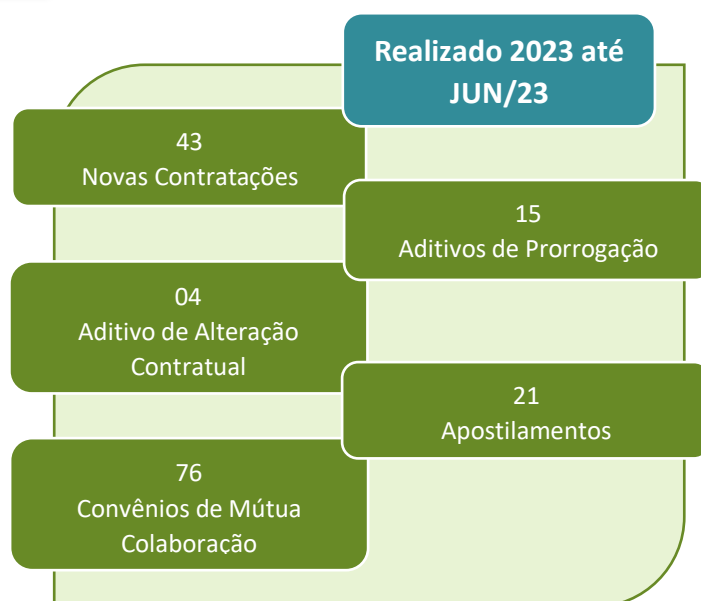 Realizado 2023 até
JUN/23
43
Novas Contratações
15
Aditivos de Prorrogação
04
Aditivo de Alteração
Contratual
21
Apostilamentos
76
Convênios de Mútua
Colaboração